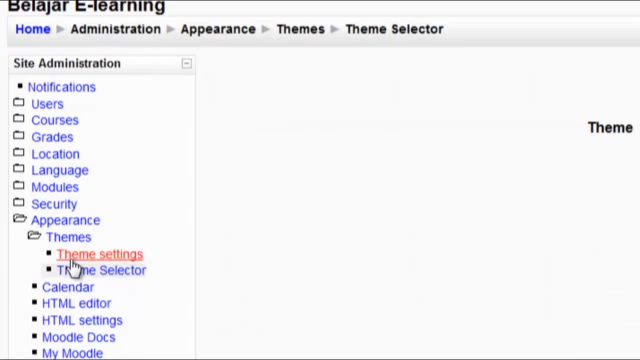 Belajar E-learning
Home ► Administration ► Appearance ► Themes ► Theme Selector
Site Administration
Notifications
Users
Courses
Grades
Location
Language
Modules
Security
Appearance
Themes
Theme settings
Theme Selector
Calendar
HTML editor
HTML settings
Moodle Docs
My Moodle
Theme